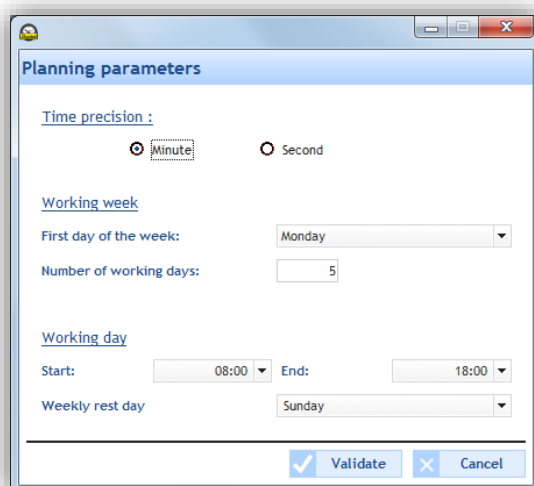 Planning parameters
Time precision :
Minute Second
Working week
First day of the week: Monday
Number of working days: 5
Working day
Start: 08:00 End: 18:00
Weekly rest day Sunday
Validate Cancel